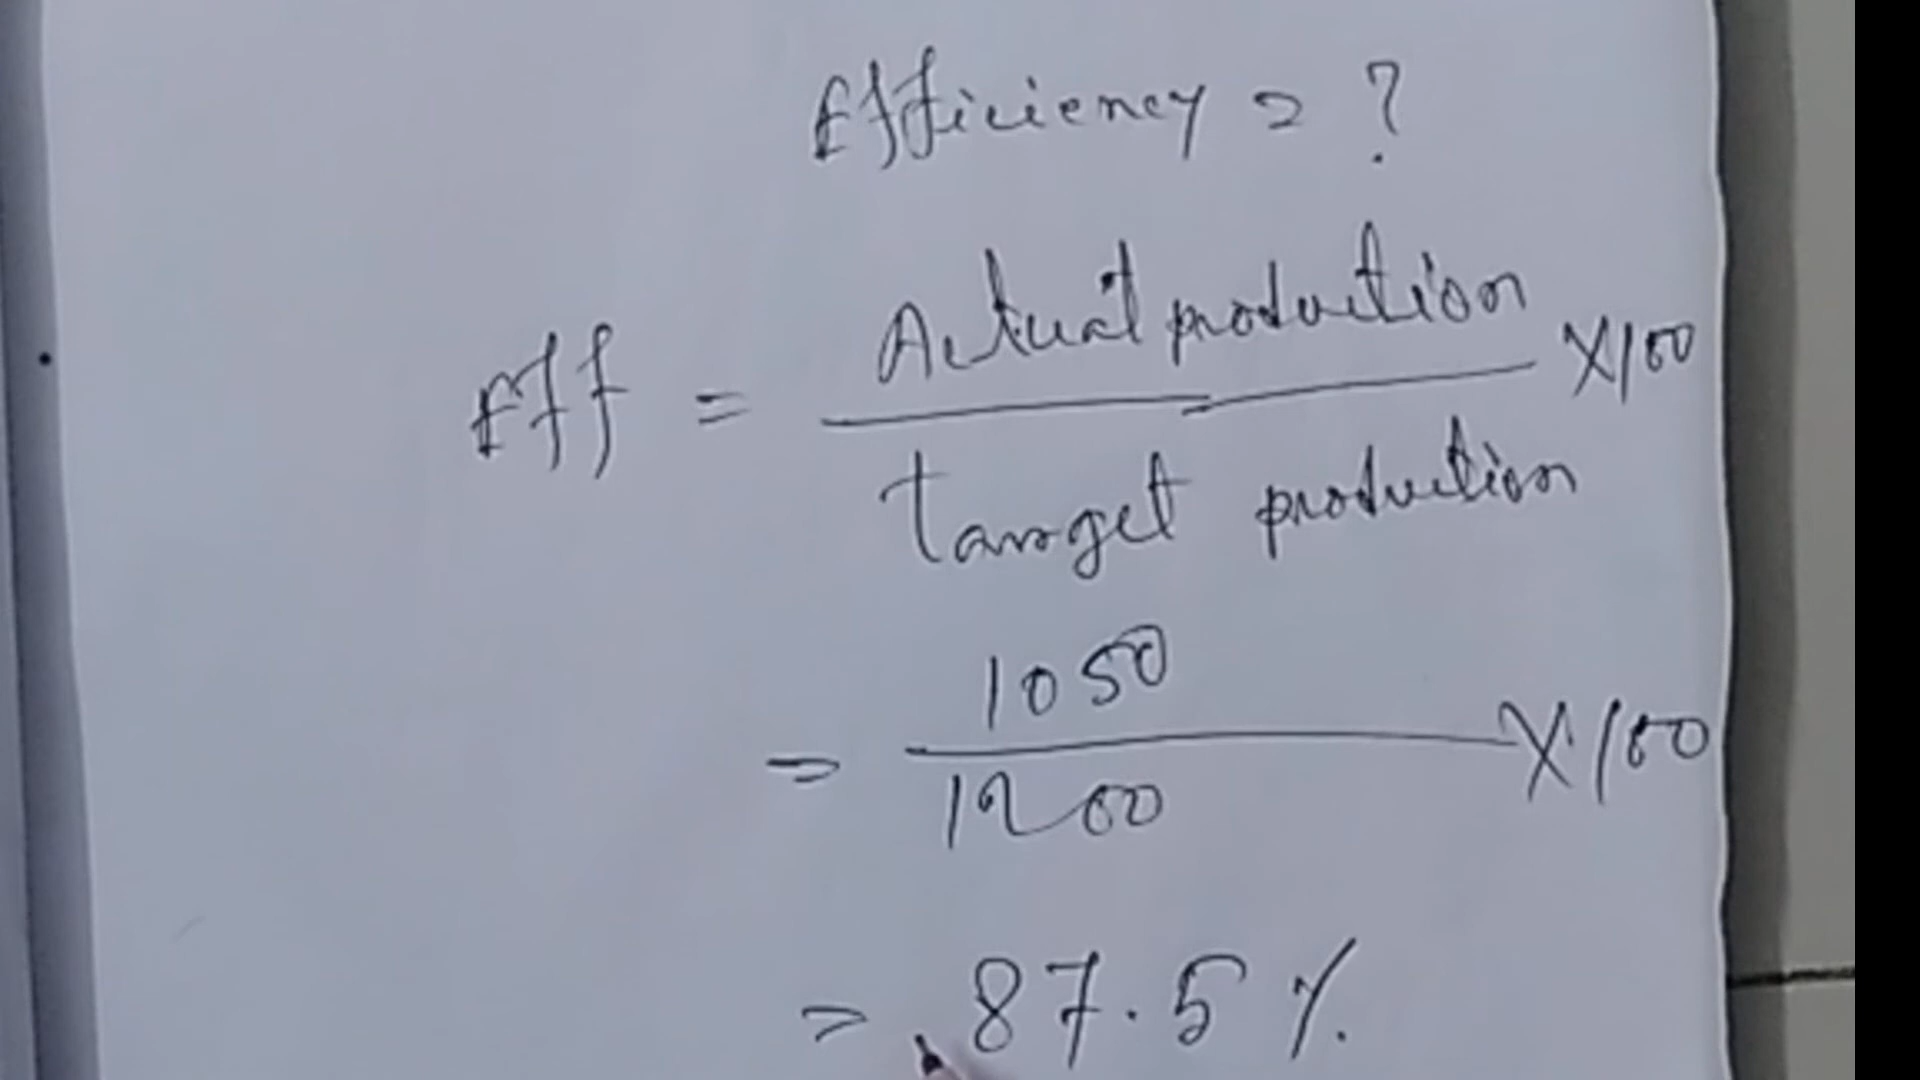 Efficiency = ?
Eff = Actual production / Target production X100
= 1050 / 1200 X100
= 87.5 %